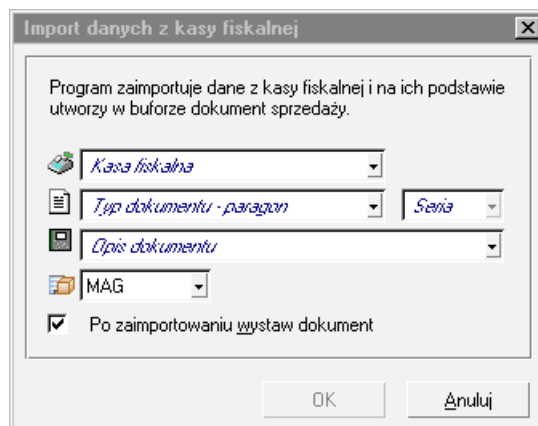 Import danych z kasy fiskalnej
Program zaimportuje dane z kasy fiskalnej i na ich podstawie
utworzy w buforze dokument sprzedaży.
Kasa fiskalna
Typ dokumentu - paragon Seria
Opis dokumentu
MAG
Po zaimportowaniu wystaw dokument
OK Anuluj